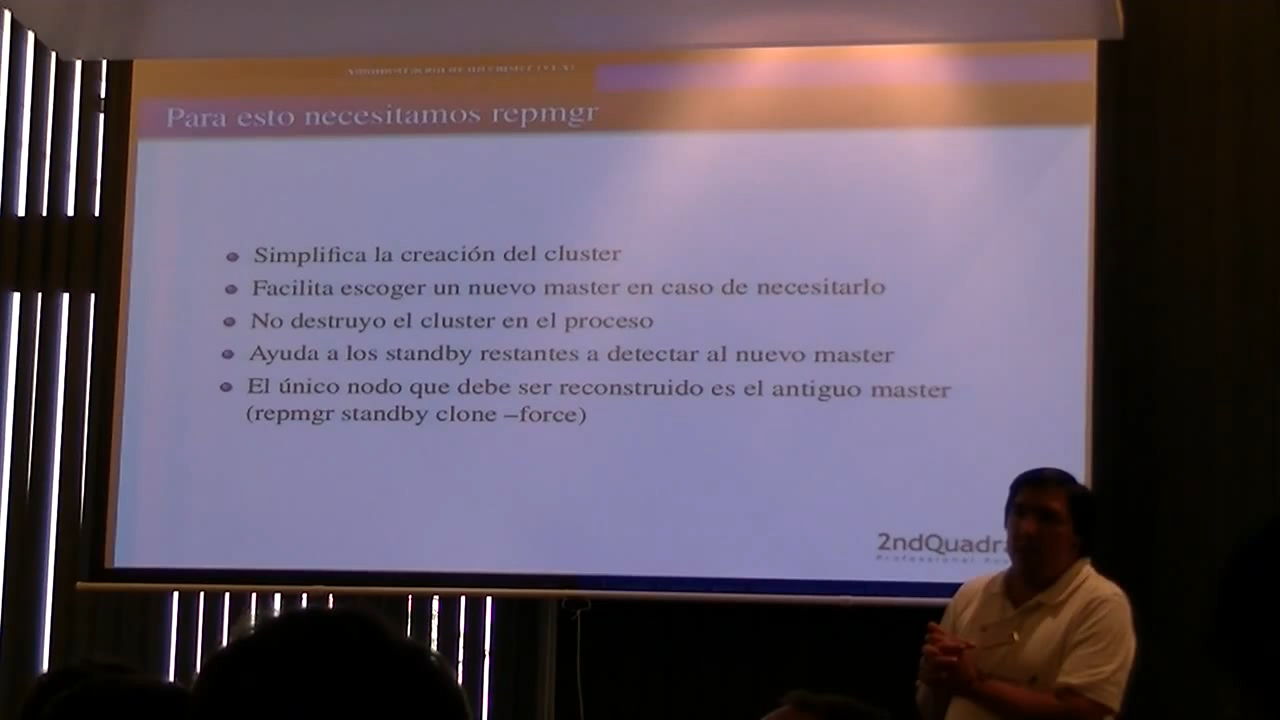 Para esto necesitamos repmgr
Simplifica la creación del cluster
Facilita escoger un nuevo master en caso de necesitarlo
No destruyo el cluster en el proceso
Ayuda a los standby restantes a detectar al nuevo master
El único nodo que debe ser reconstruido es el antiguo master
(repmgr standby clone –force)
2ndQuadr
Professional